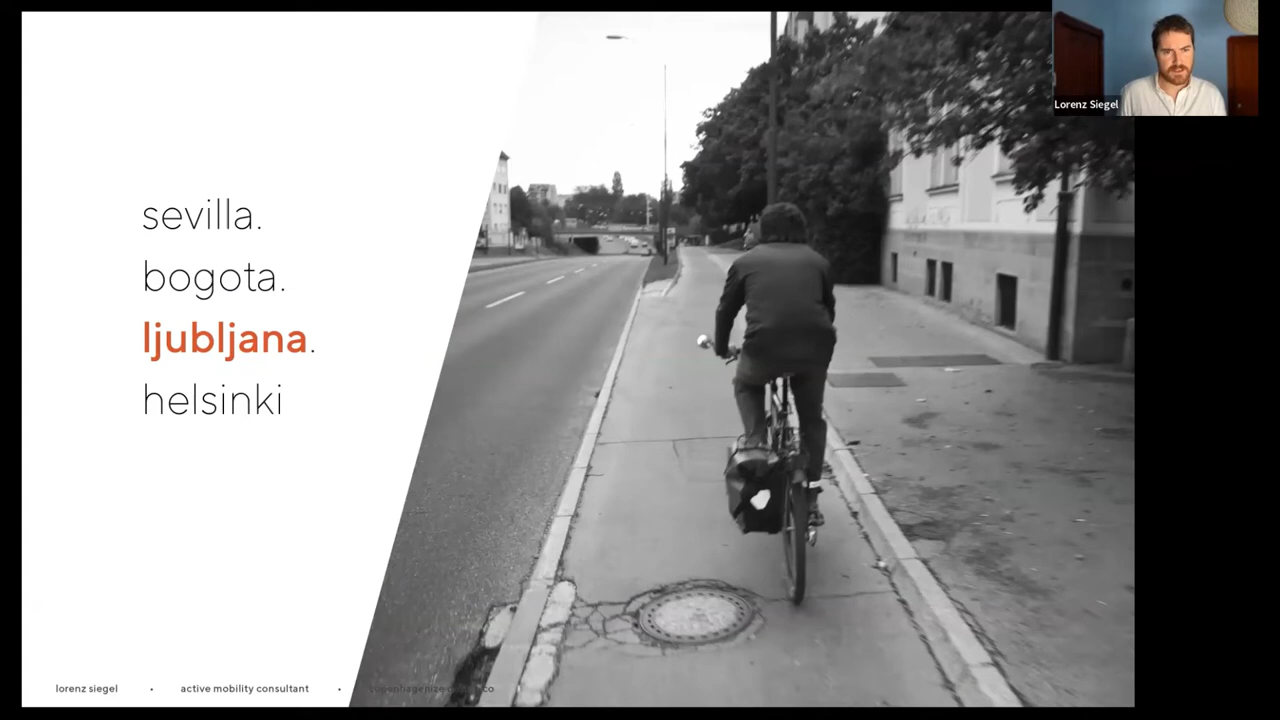 sevilla.
bogota.
ljubljana.
helsinki
lorenz siegel • active mobility consultant •
Lorenz Siegel